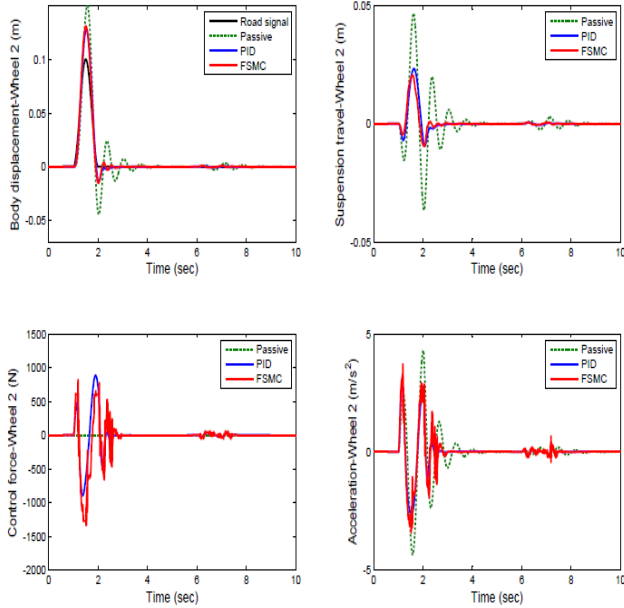 Body displacement-Wheel 2 (m)
0.1
0.05
0
-0.05
Road signal
Passive
PID
FSMC
0 2 4 6 8 10
Time (sec)
Suspension travel-Wheel 2 (m)
0.05
0
-0.05
Passive
PID
FSMC
0 2 4 6 8 10
Time (sec)
Control force-Wheel 2 (N)
1500
1000
500
0
-500
-1000
-1500
-2000
Passive
PID
FSMC
0 2 4 6 8 10
Time (sec)
Acceleration-Wheel 2 (m/s²)
5
0
-5
Passive
PID
FSMC
0 2 4 6 8 10
Time (sec)